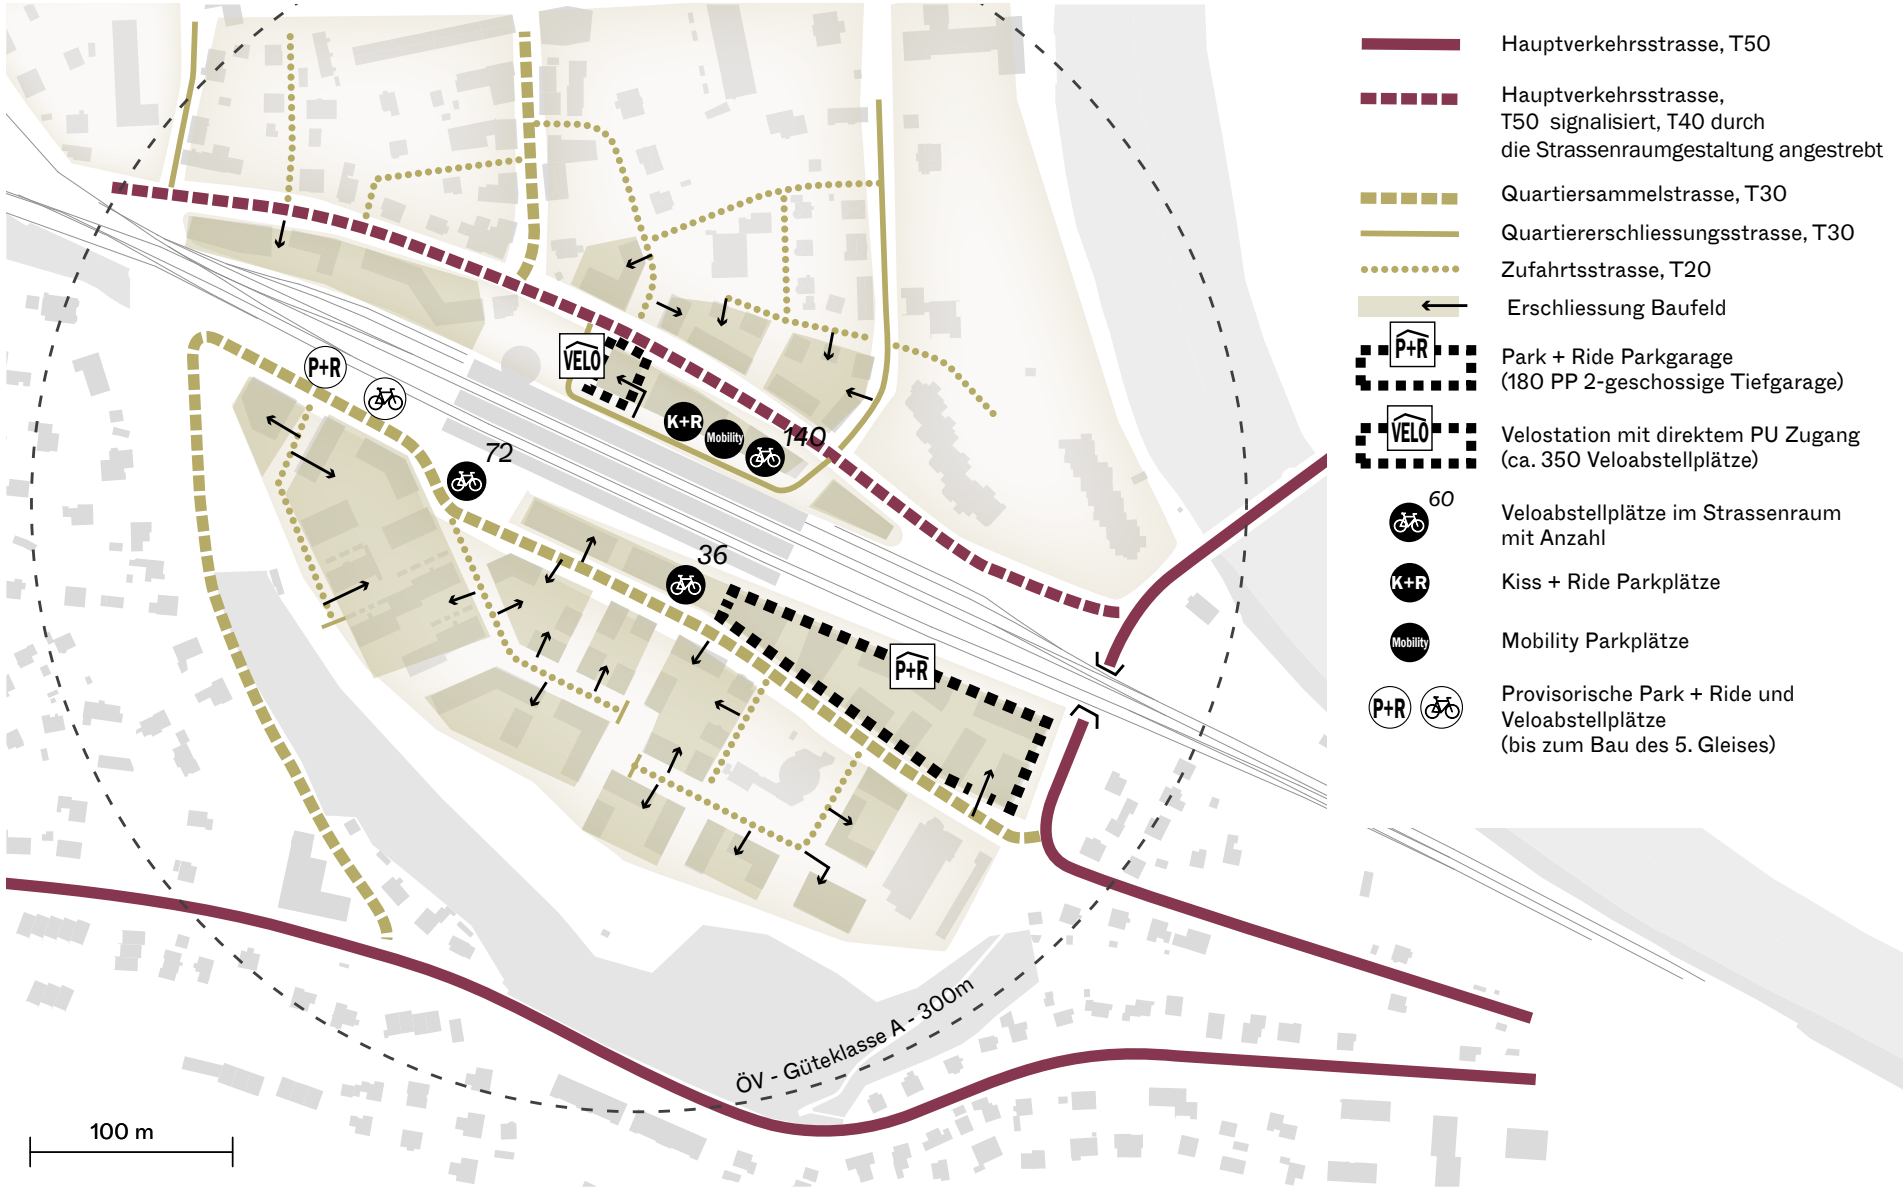 Hauptverkehrsstrasse, T50
Hauptverkehrsstrasse,
T50 signalisiert, T40 durch
die Strassenraumgestaltung angestrebt
Quartiersammelstrasse, T30
Quartiererschliessungsstrasse, T30
Zufahrtsstrasse, T20
Erschliessung Baufeld
P+R
Park + Ride Parkgarage
(180 PP 2-geschossige Tiefgarage)
VELO
Velostation mit direktem PU Zugang
(ca. 350 Veloabstellplätze)
60
Veloabstellplätze im Strassenraum
mit Anzahl
K+R
Kiss + Ride Parkplätze
Mobility
Mobility Parkplätze
P+R
Provisorische Park + Ride und
Veloabstellplätze
(bis zum Bau des 5. Gleises)
VELO
P+R
K+R
Mobility
140
72
36
P+R
ÖV - Güteklasse A - 300m
100 m